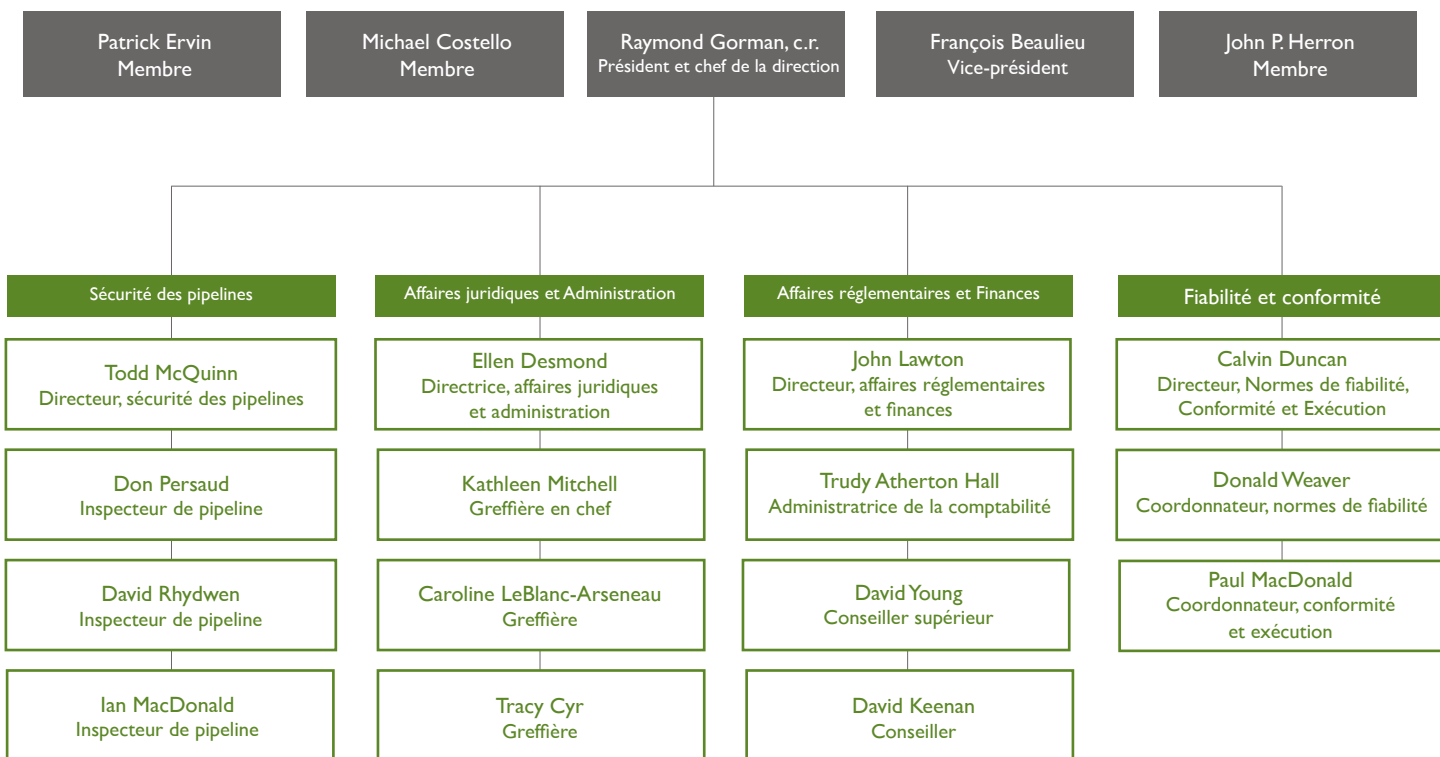 Patrick Ervin
Membre
Michael Costello
Membre
Raymond Gorman, c.r.
Président et chef de la direction
François Beaulieu
Vice-président
John P. Herron
Membre
Sécurité des pipelines
Todd McQuinn
Directeur, sécurité des pipelines
Don Persaud
Inspecteur de pipeline
David Rhydwen
Inspecteur de pipeline
Ian MacDonald
Inspecteur de pipeline
Affaires juridiques et Administration
Ellen Desmond
Directrice, affaires juridiques
et administration
Kathleen Mitchell
Greffière en chef
Caroline LeBlanc-Arseneau
Greffière
Tracy Cyr
Greffière
Affaires réglementaires et Finances
John Lawton
Directeur, affaires réglementaires
et finances
Trudy Atherton Hall
Administratrice de la comptabilité
David Young
Conseiller supérieur
David Keenan
Conseiller
Fiabilité et conformité
Calvin Duncan
Directeur, Normes de fiabilité,
Conformité et Exécution
Donald Weaver
Coordonnateur, normes de fiabilité
Paul MacDonald
Coordonnateur, conformité
et exécution